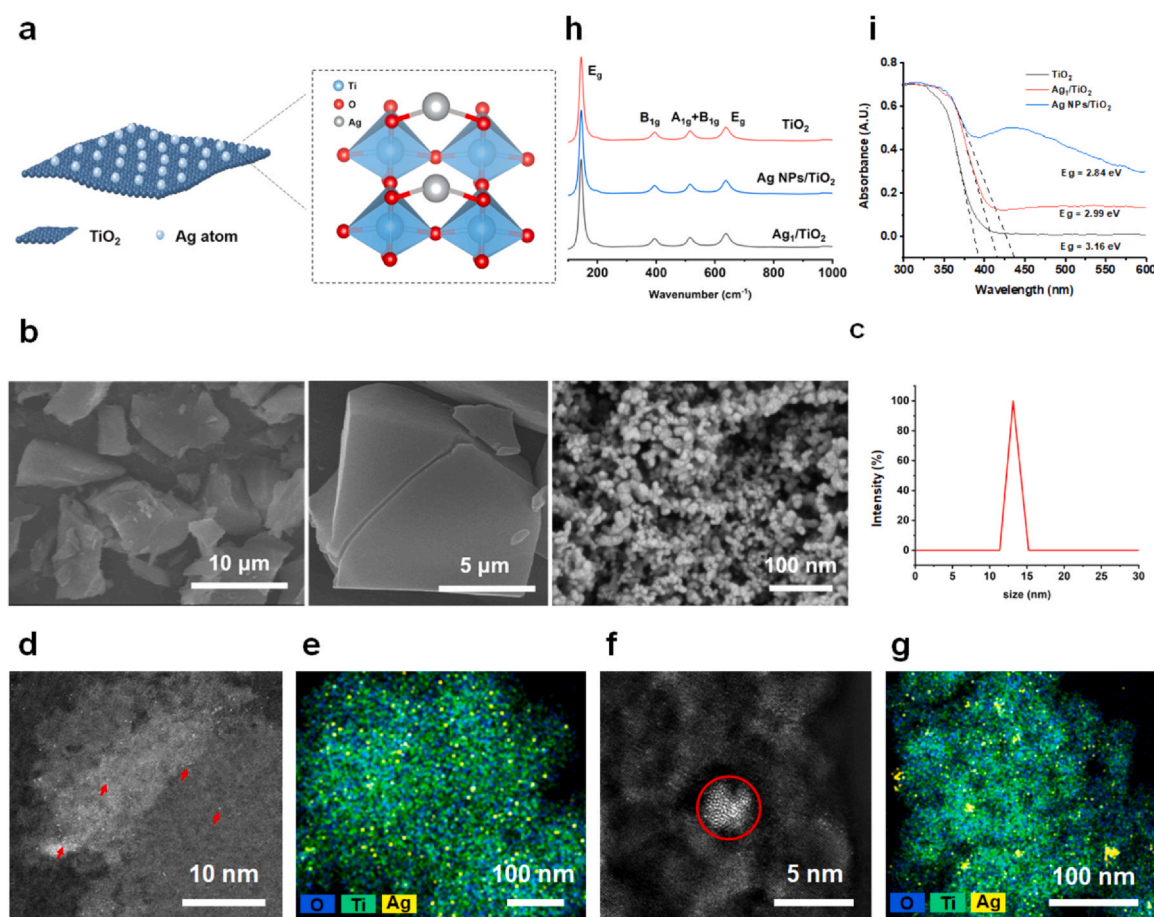 a
Ti
O
Ag
TiO₂
Ag atom
h
E₉
B₁g
A₁g+B₁g
E₉
TiO₂
Ag NPs/TiO₂
Ag₁/TiO₂
200 400 600 800 1000
Wavenumber (cm⁻¹)
i
TiO₂
Ag₁/TiO₂
Ag NPs/TiO₂
0.8
0.6
0.4
0.2
0.0
Absorbance (A.U.)
Eg = 2.84 eV
Eg = 2.99 eV
Eg = 3.16 eV
300 350 400 450 500 550 600
Wavelength (nm)
b
10 μm
5 μm
100 nm
c
100
80
60
40
20
0
Intensity (%)
0 5 10 15 20 25 30
size (nm)
d
10 nm
e
O Ti Ag
100 nm
f
5 nm
g
O Ti Ag
100 nm